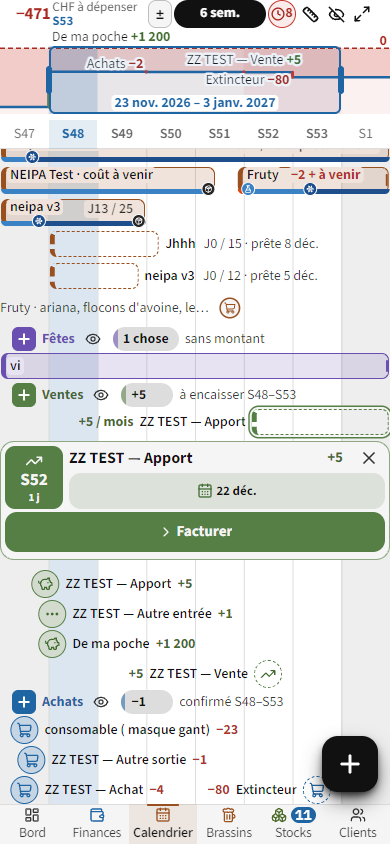 −471 CHF à dépenser S53 ± 6 sem. 8
De ma poche +1 200
0
Achats −2 ZZ TEST — Vente +5
Extincteur −80
23 nov. 2026 – 3 janv. 2027
S47 S48 S49 S50 S51 S52 S53 S1
NEIPA Test · coût à venir Fruty −2 + à venir
neipa v3 J13 / 25
Jhhh J0 / 15 · prête 8 déc.
neipa v3 J0 / 12 · prête 5 déc.
Fruty · ariana, flocons d'avoine, le…
+ Fêtes 1 chose sans montant
vi
+ Ventes +5 à encaisser S48–S53
+5 / mois ZZ TEST — Apport
ZZ TEST — Apport +5
S52
1 j
22 déc.
Facturer
ZZ TEST — Apport +5
ZZ TEST — Autre entrée +1
De ma poche +1 200
+5 ZZ TEST — Vente
+ Achats −1 confirmé S48–S53
consomable ( masque gant) −23
ZZ TEST — Autre sortie −1
ZZ TEST — Achat −4 −80 Extincteur
+
11
Bord Finances Calendrier Brassins Stocks Clients